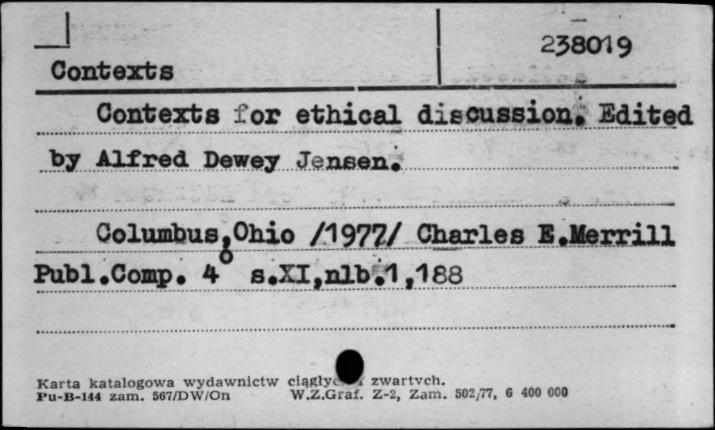 238019
Contexts
Contexts for ethical discussion. Edited
by Alfred Dewey Jensen.
Columbus,Ohio /1977/ Charles E.Merrill
Publ.Comp. 4° s.XI,nlb.1,188
Karta katalogowa wydawnictw zwartych.
Pu-B-144 zam. 567/DW/On W.Z.Graf. Z-2, Zam. 502/77, 6 400 000